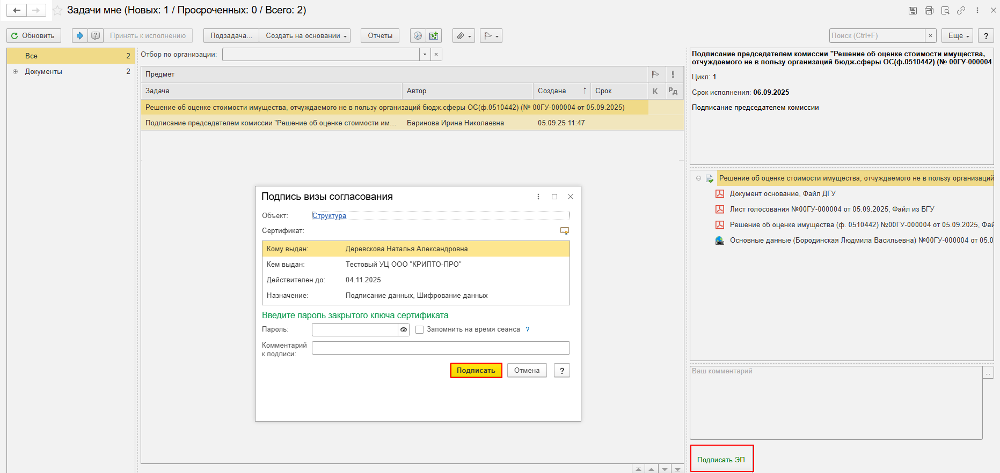 Задачи мне (Новых: 1 / Просроченных: 0 / Всего: 2)
Обновить
Принять к исполнению
Подзадача...
Создать на основании
Отчеты
Поиск (Ctrl+F)
×
Еще
?
Все 2
Документы 2
Отбор по организации:
×
Предмет
Задача Автор Создана ↑ Срок К РД
Решение об оценке стоимости имущества, отчуждаемого не в пользу организаций бюдж.сферы ОС(ф.0510442) (№ 00ГУ-000004 от 05.09.2025)
Подписание председателем комиссии "Решение об оценке стоимости им... Баринова Ирина Николаевна 05.09.25 11:47
Подписание председателем комиссии "Решение об оценке стоимости имущества,
отчуждаемого не в пользу организаций бюдж.сферы ОС(ф.0510442) (№ 00ГУ-000004
Цикл: 1
Срок исполнения: 06.09.2025
Подписание председателем комиссии
Решение об оценке стоимости имущества, отчуждаемого не в пользу организаций
Документ основание, Файл ДГУ
Лист голосования №00ГУ-000004 от 05.09.2025, Файл из БГУ
Решение об оценке имущества (ф. 0510442) №00ГУ-000004 от 05.09.2025, Фай
Основные данные (Бородинская Людмила Васильевна) №00ГУ-000004 от 05.0
Ваш комментарий
...
Подписать ЭП
Подпись визы согласования
Объект: Структура
Сертификат:
Кому выдан: Деревскова Наталья Александровна
Кем выдан: Тестовый УЦ ООО "КРИПТО-ПРО"
Действителен до: 04.11.2025
Назначение: Подписание данных, Шифрование данных
Введите пароль закрытого ключа сертификата
Пароль: Запомнить на время сеанса ?
Комментарий
к подписи:
Подписать
Отмена
?